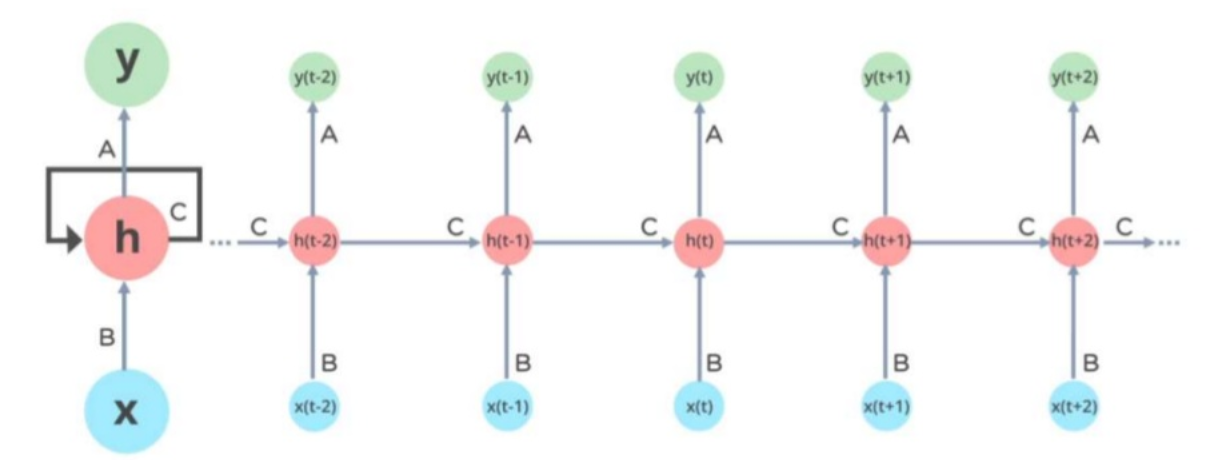 y
y(t-2) y(t-1) y(t) y(t+1) y(t+2)
A A A A A A
C C C C C C C
h
... h(t-2) h(t-1) h(t) h(t+1) h(t+2) ...
B B B B B B
x
x(t-2) x(t-1) x(t) x(t+1) x(t+2)